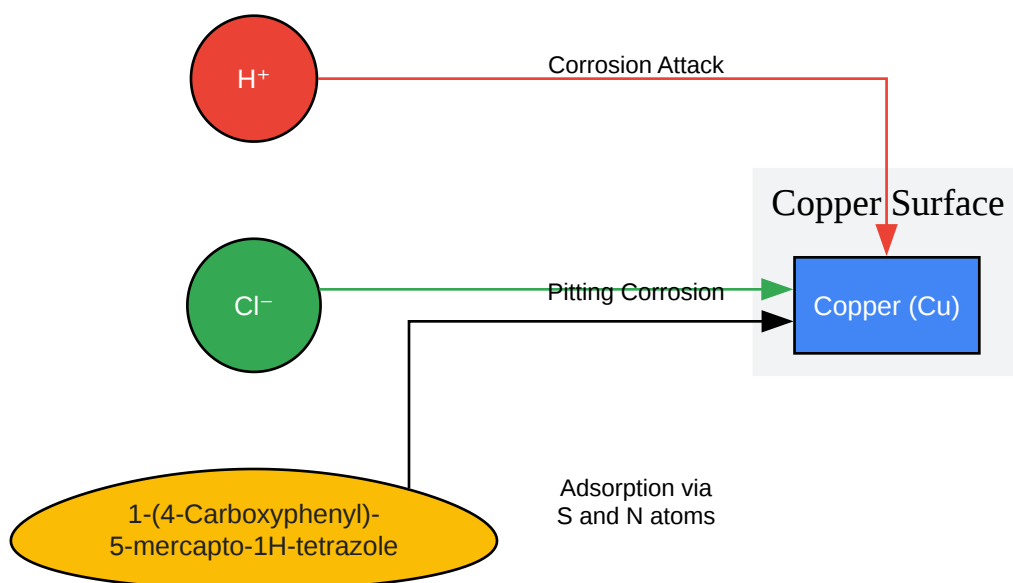 H⁺
Corrosion Attack
Copper Surface
Cl⁻
Pitting Corrosion
Copper (Cu)
1-(4-Carboxyphenyl)-
5-mercapto-1H-tetrazole
Adsorption via
S and N atoms